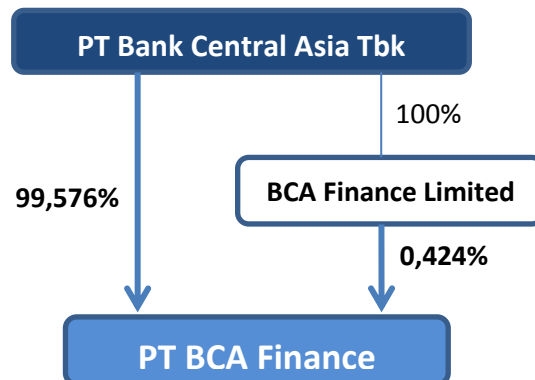 PT Bank Central Asia Tbk
100%
99,576%
BCA Finance Limited
0,424%
PT BCA Finance